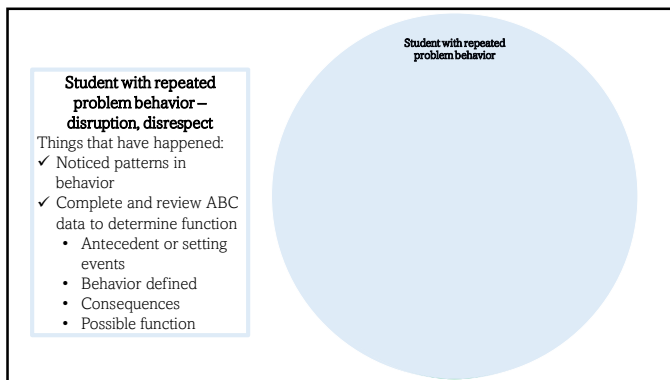 Student with repeated
problem behavior –
disruption, disrespect
Things that have happened:
✓ Noticed patterns in
behavior
✓ Complete and review ABC
data to determine function
• Antecedent or setting
events
• Behavior defined
• Consequences
• Possible function
Student with repeated
problem behavior